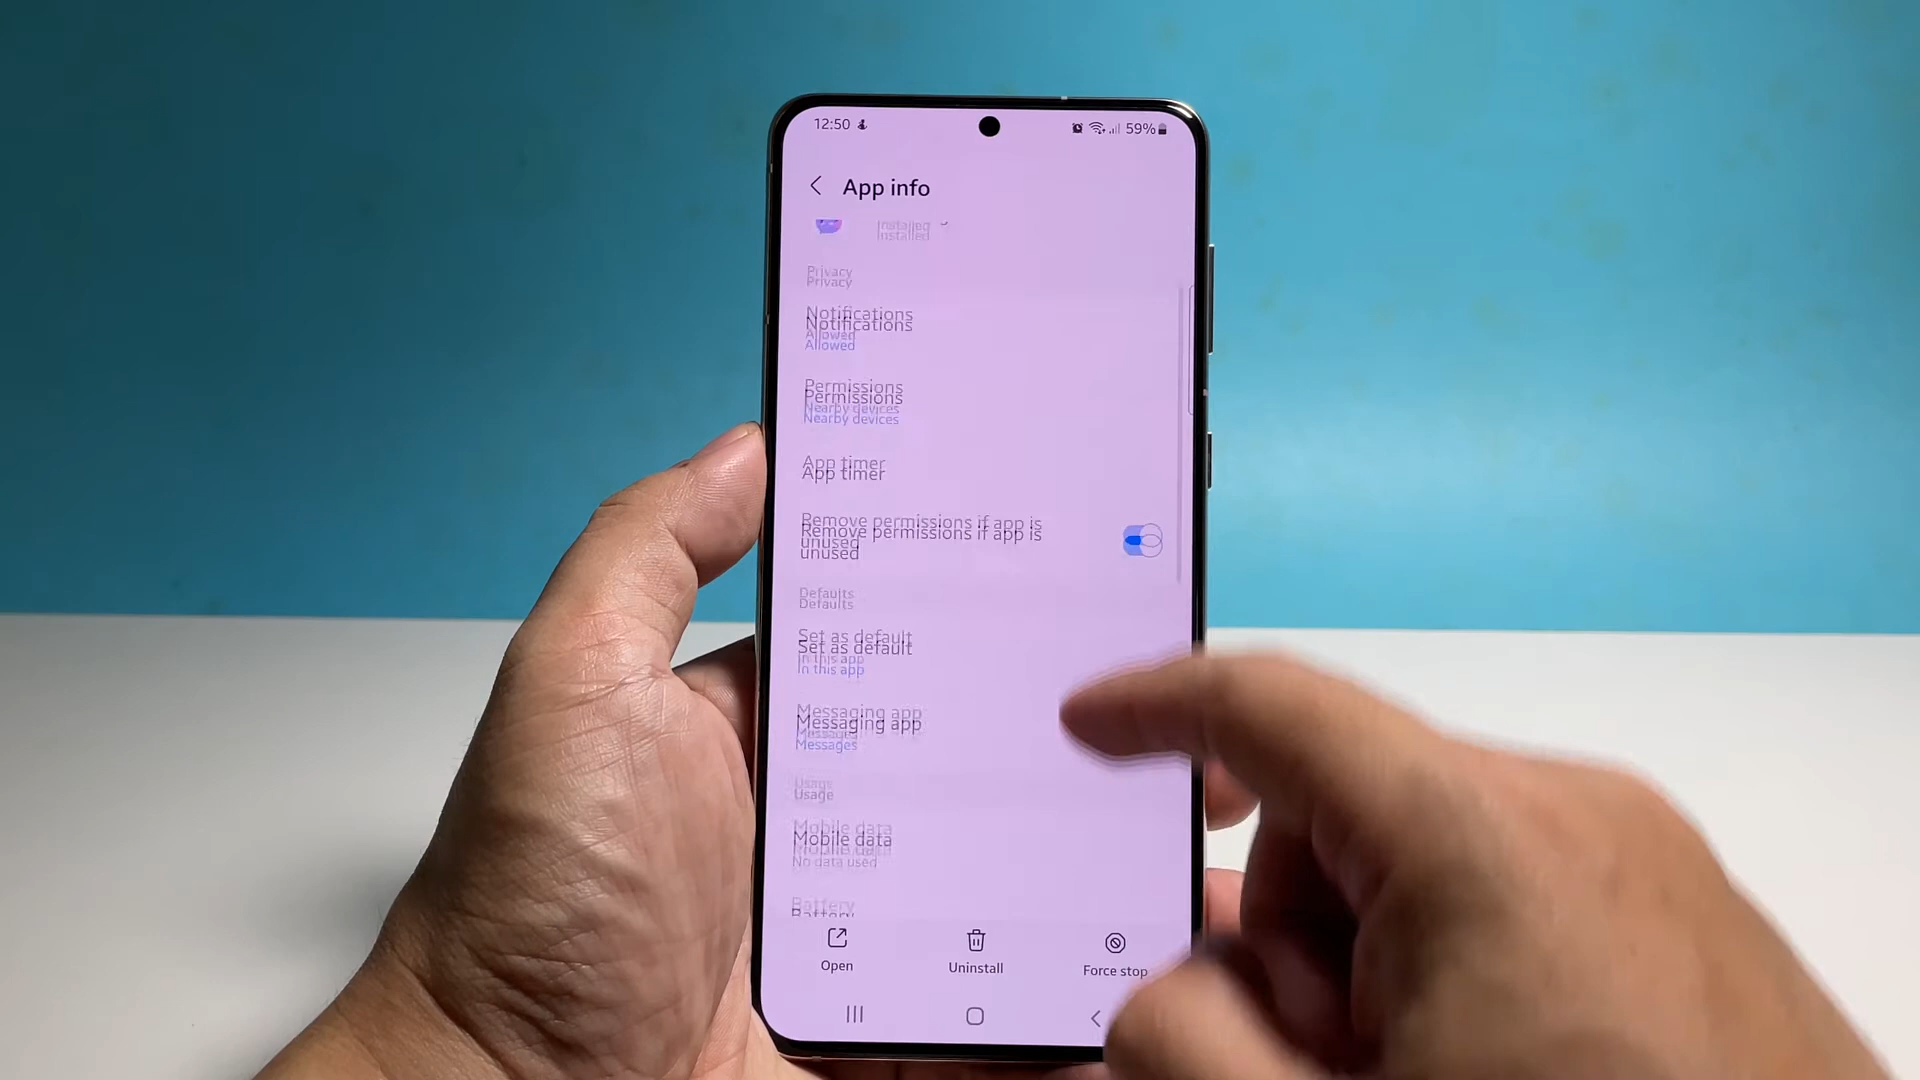 12:50
59%
App info
Installed
Privacy
Notifications
Allowed
Permissions
Nearby devices
App timer
Remove permissions if app is
unused
Defaults
Set as default
In this app
Messaging app
Messages
Usage
Mobile data
No data used
Battery
Open
Uninstall
Force stop